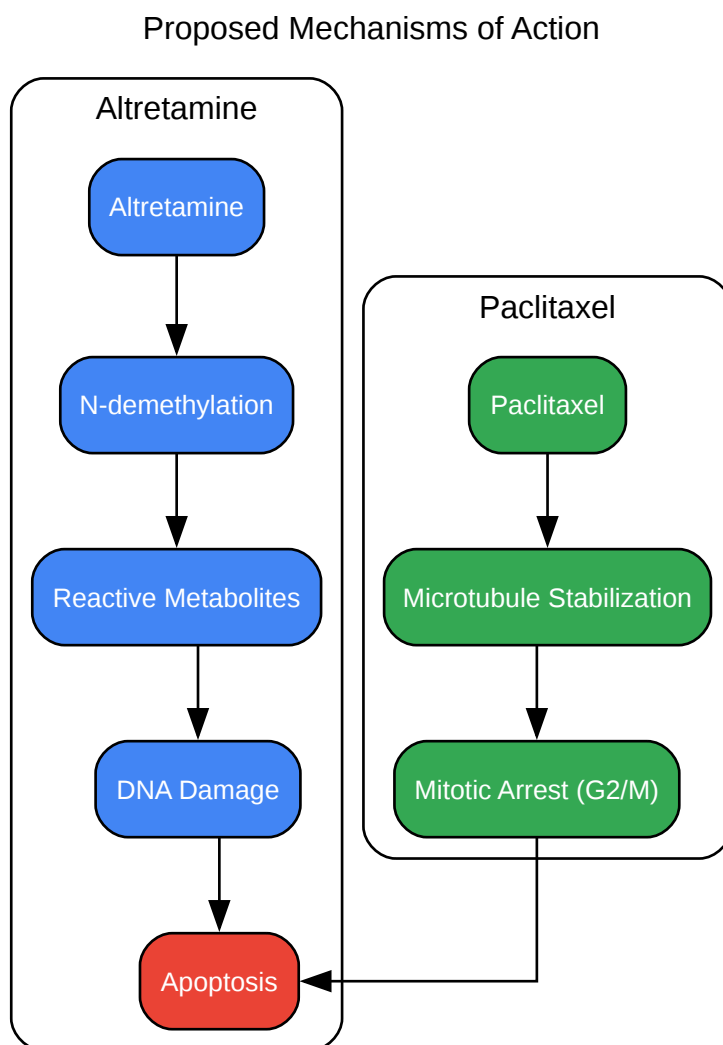 Proposed Mechanisms of Action
Altretamine
Altretamine
N-demethylation
Reactive Metabolites
DNA Damage
Apoptosis
Paclitaxel
Paclitaxel
Microtubule Stabilization
Mitotic Arrest (G2/M)